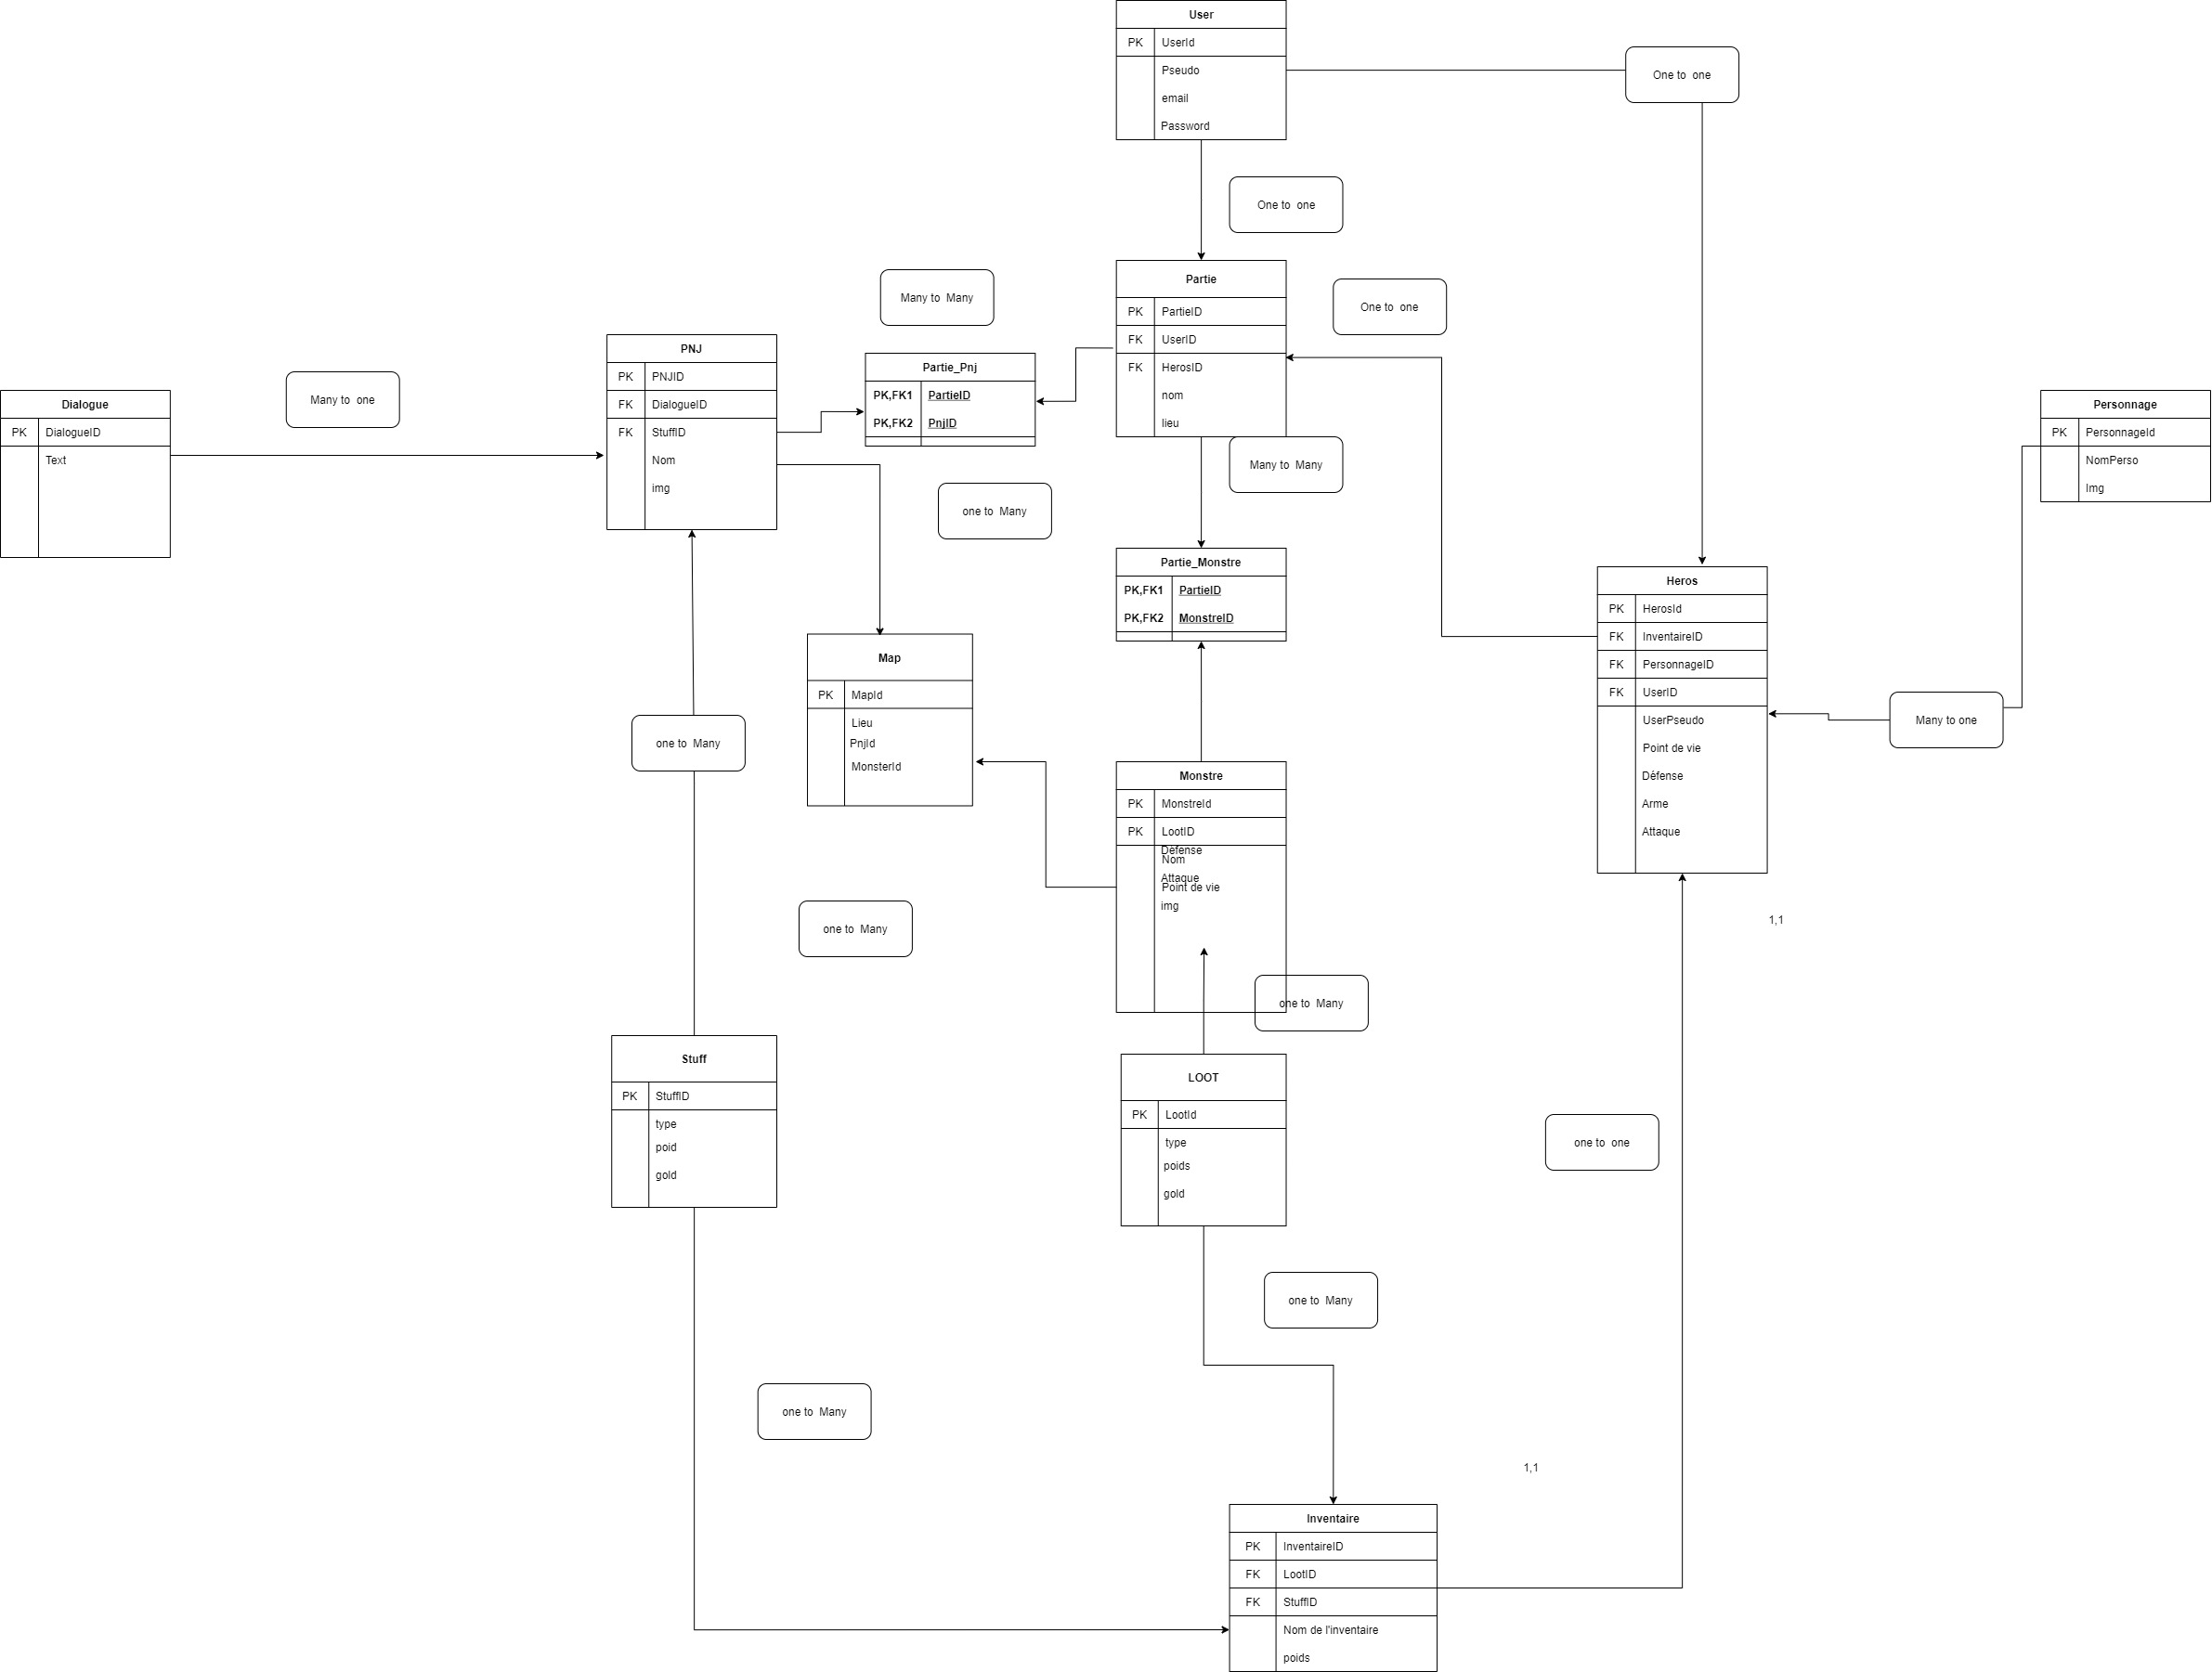 User
PK UserId
Pseudo
email
Password
One to one
One to one
Many to Many
Partie
PK PartieID
FK UserID
FK HerosID
nom
lieu
One to one
PNJ
PK PNJID
FK DialogueID
FK StuffID
Nom
img
Partie_Pnj
PK,FK1 PartieID
PK,FK2 PnjID
Many to one
Dialogue
PK DialogueID
Text
Personnage
PK PersonnageId
NomPerso
Img
Many to Many
one to Many
Partie_Monstre
PK,FK1 PartieID
PK,FK2 MonstreID
Heros
PK HerosId
FK InventaireID
FK PersonnageID
FK UserID
UserPseudo
Point de vie
Défense
Arme
Attaque
Many to one
Map
PK MapId
Lieu
PnjId
MonsterId
one to Many
Monstre
PK MonstreId
PK LootID
Défense
Nom
Attaque
Point de vie
img
1,1
one to Many
one to Many
Stuff
PK StuffID
type
poid
gold
LOOT
PK LootId
type
poids
gold
one to one
one to Many
one to Many
1,1
Inventaire
PK InventaireID
FK LootID
FK StuffID
Nom de l'inventaire
poids